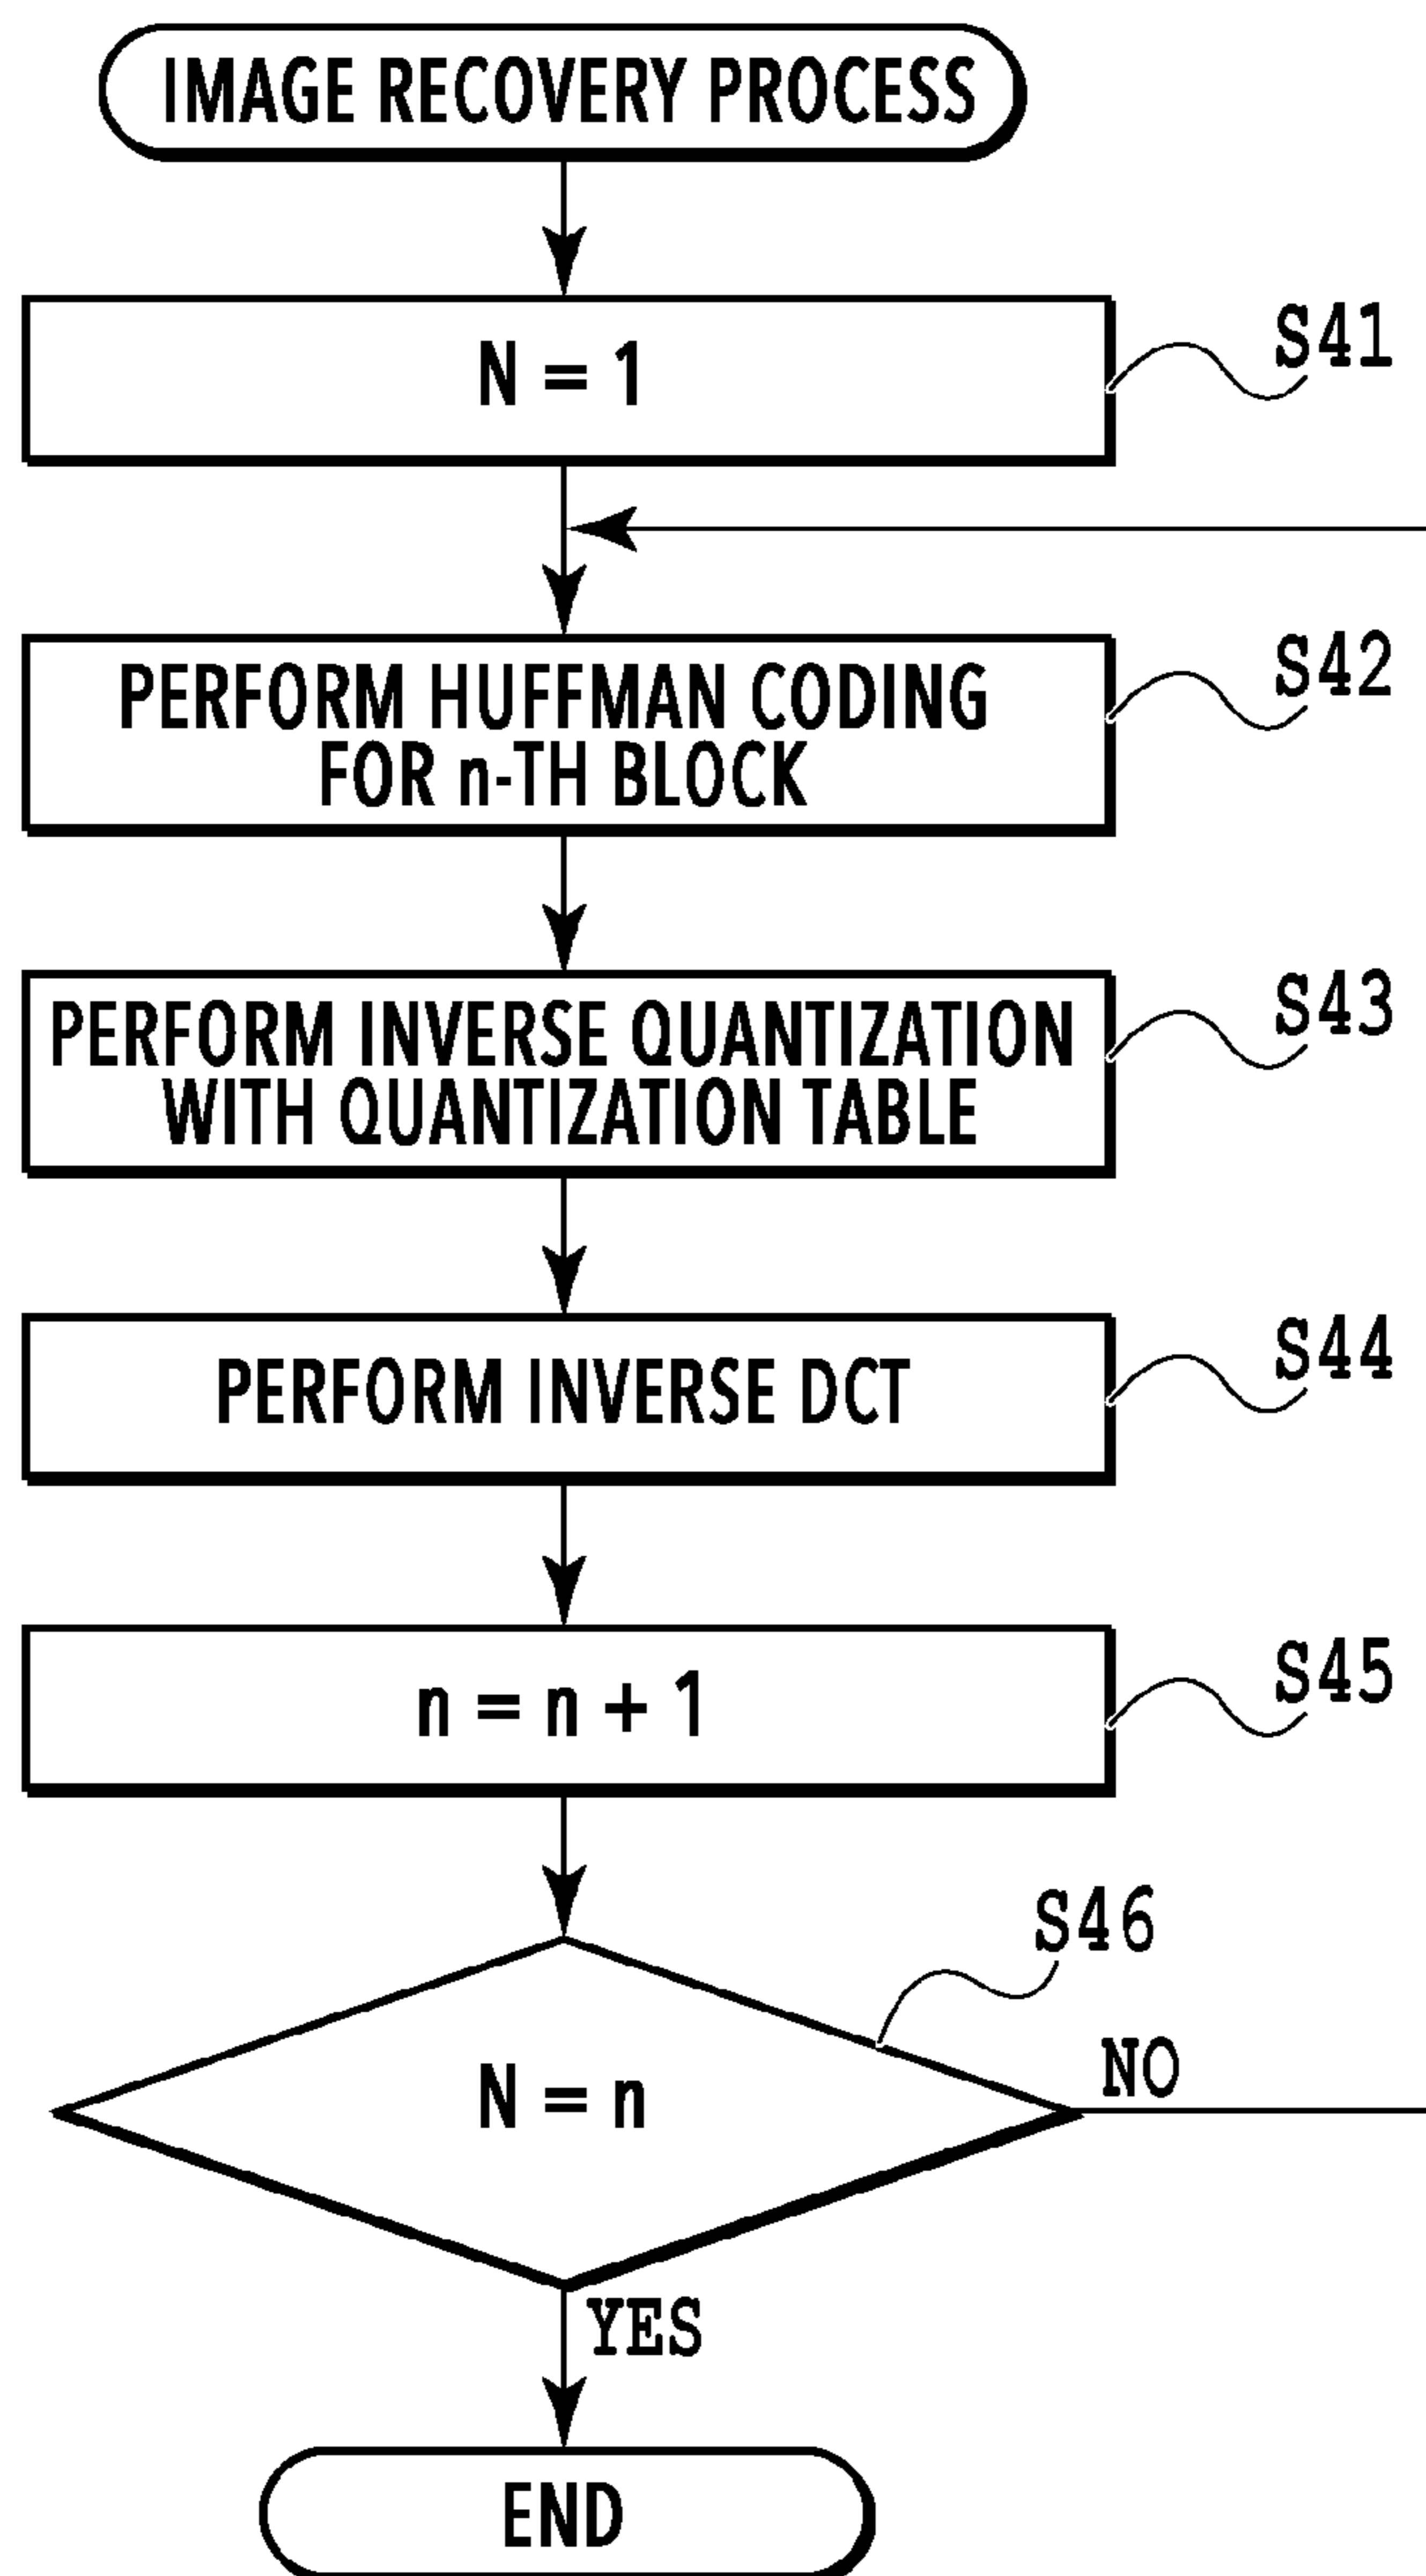 IMAGE RECOVERY PROCESS
N = 1
S41
PERFORM HUFFMAN CODING
FOR n-TH BLOCK
S42
PERFORM INVERSE QUANTIZATION
WITH QUANTIZATION TABLE
S43
PERFORM INVERSE DCT
S44
n = n + 1
S45
S46
N = n
NO
YES
END